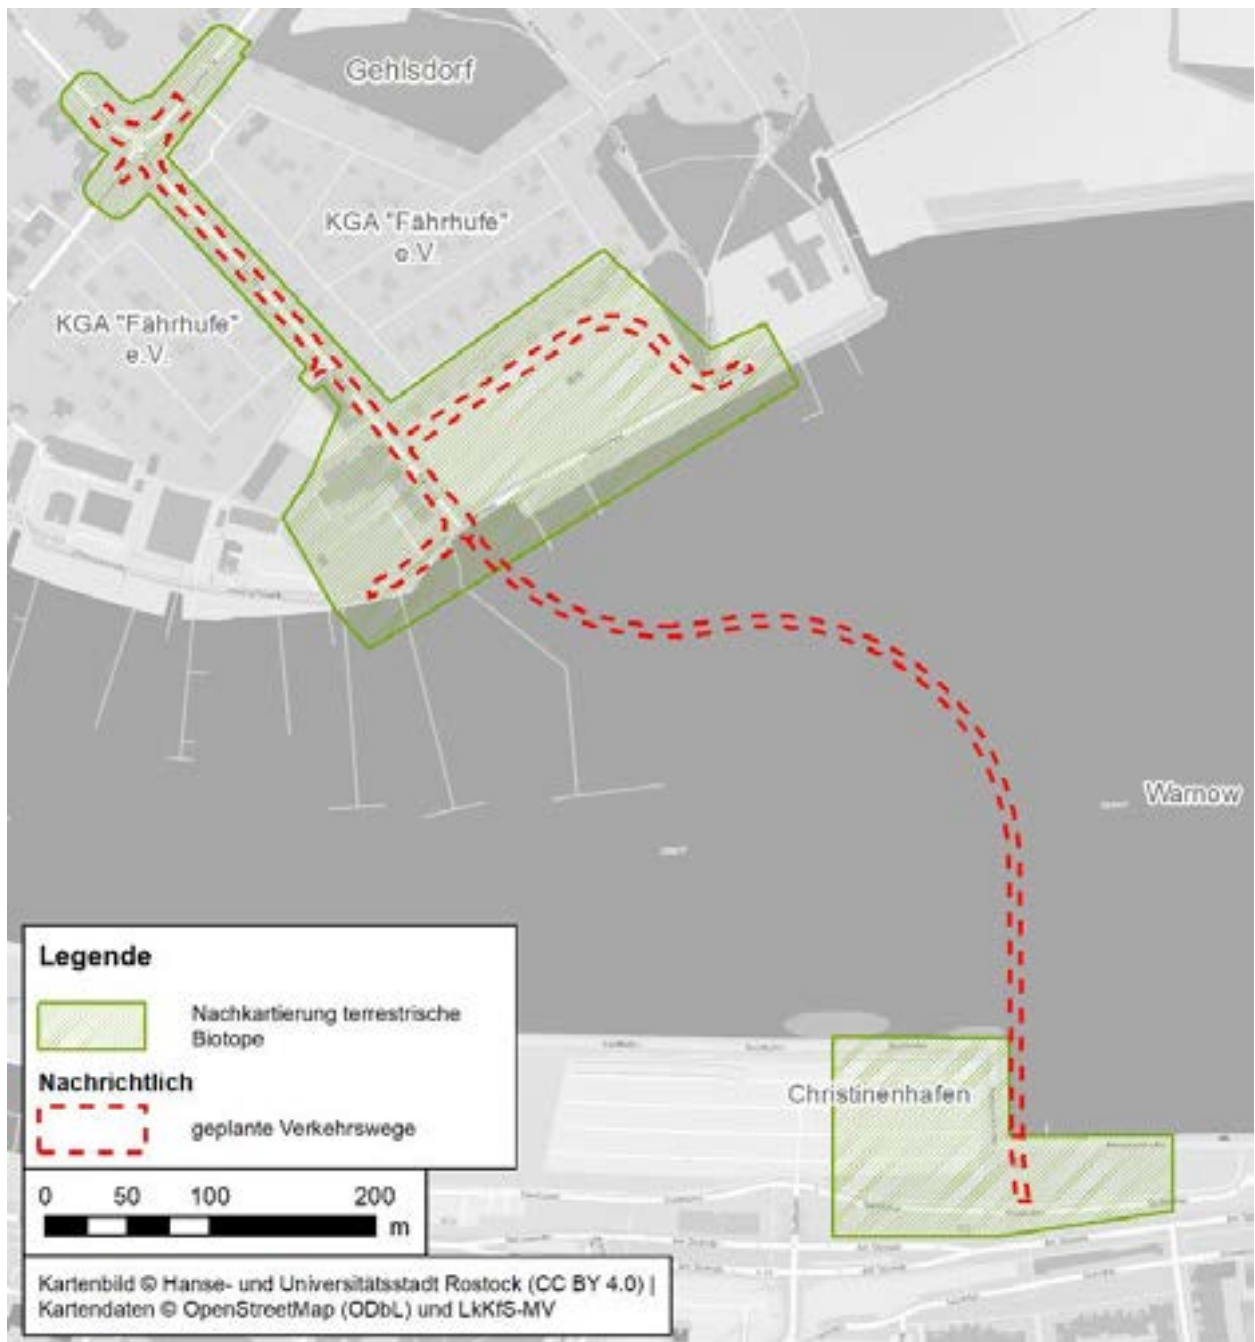 Gehlsdorf
KGA "Fährhufe"
e.V.
KGA "Fährhufe"
e.V.
Warnow
Christinenhafen
Legende
Nachkartierung terrestrische
Biotope
Nachrichtlich
geplante Verkehrswege
0 50 100 200
m
Kartenbild © Hanse- und Universitätsstadt Rostock (CC BY 4.0) |
Kartendaten © OpenStreetMap (ODbL) und LkKfS-MV